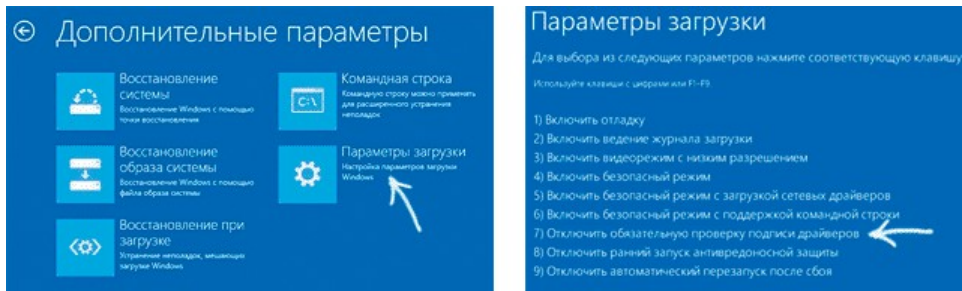 Дополнительные параметры
Восстановление
системы
Восстановление Windows с помощью
точки восстановления
Восстановление
образа системы
Восстановление Windows с помощью
файла образа системы
Восстановление при
загрузке
Устранение неполадок, мешающих
загрузке Windows
Командная строка
Командную строку можно применять
для расширенного устранения
неполадок
C:\
Параметры загрузки
Настройка параметров загрузки
Windows
Параметры загрузки
Для выбора из следующих параметров нажмите соответствующую клавишу
Используйте клавиши с цифрами или F1-F9.
1) Включить отладку
2) Включить ведение журнала загрузки
3) Включить видеорежим с низким разрешением
4) Включить безопасный режим
5) Включить безопасный режим с загрузкой сетевых драйверов
6) Включить безопасный режим с поддержкой командной строки
7) Отключить обязательную проверку подписи драйверов
8) Отключить ранний запуск антивредоносной защиты
9) Отключить автоматический перезапуск после сбоя